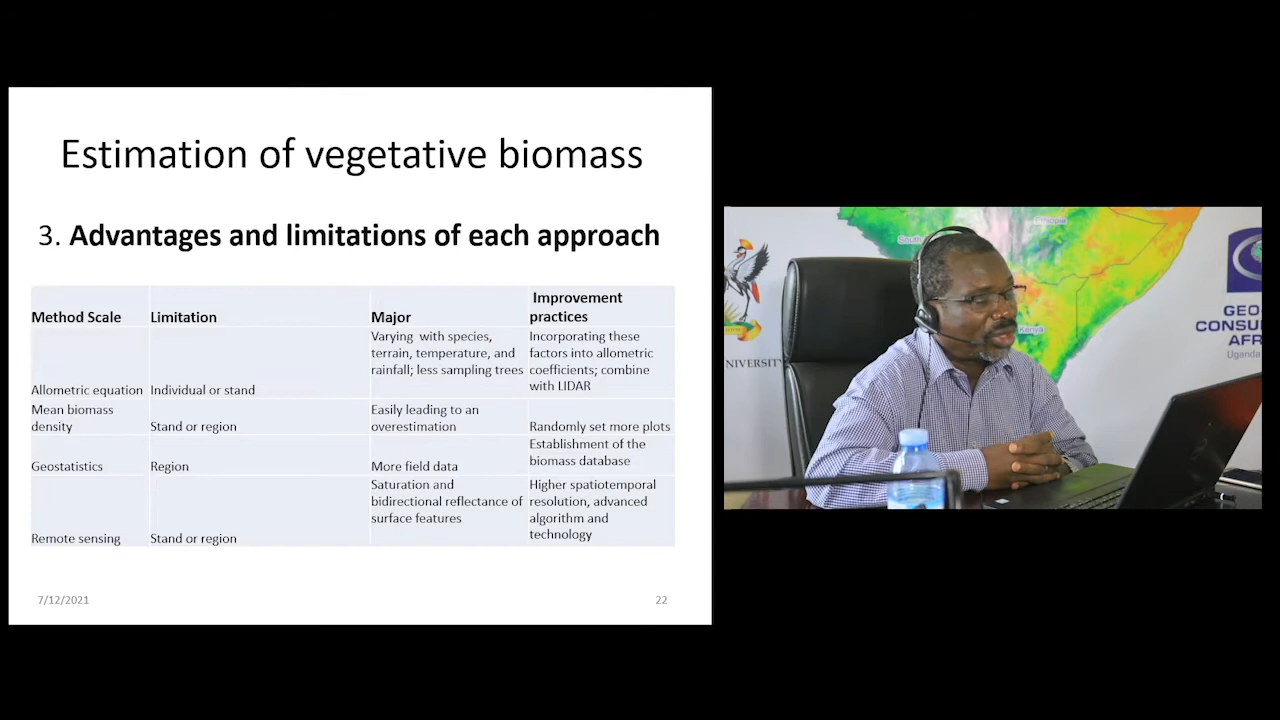 Estimation of vegetative biomass
3. Advantages and limitations of each approach
Method Scale
Limitation
Major
Improvement
practices
Allometric equation
Individual or stand
Varying with species,
terrain, temperature, and
rainfall; less sampling trees
Incorporating these
factors into allometric
coefficients; combine
with LIDAR
Mean biomass
density
Stand or region
Easily leading to an
overestimation
Randomly set more plots
Geostatistics
Region
More field data
Establishment of the
biomass database
Remote sensing
Stand or region
Saturation and
bidirectional reflectance of
surface features
Higher spatiotemporal
resolution, advanced
algorithm and
technology
7/12/2021
22
South
Ethiopia
Kenya
NIVERSITY
GEO
CONSU
AFR
Uganda